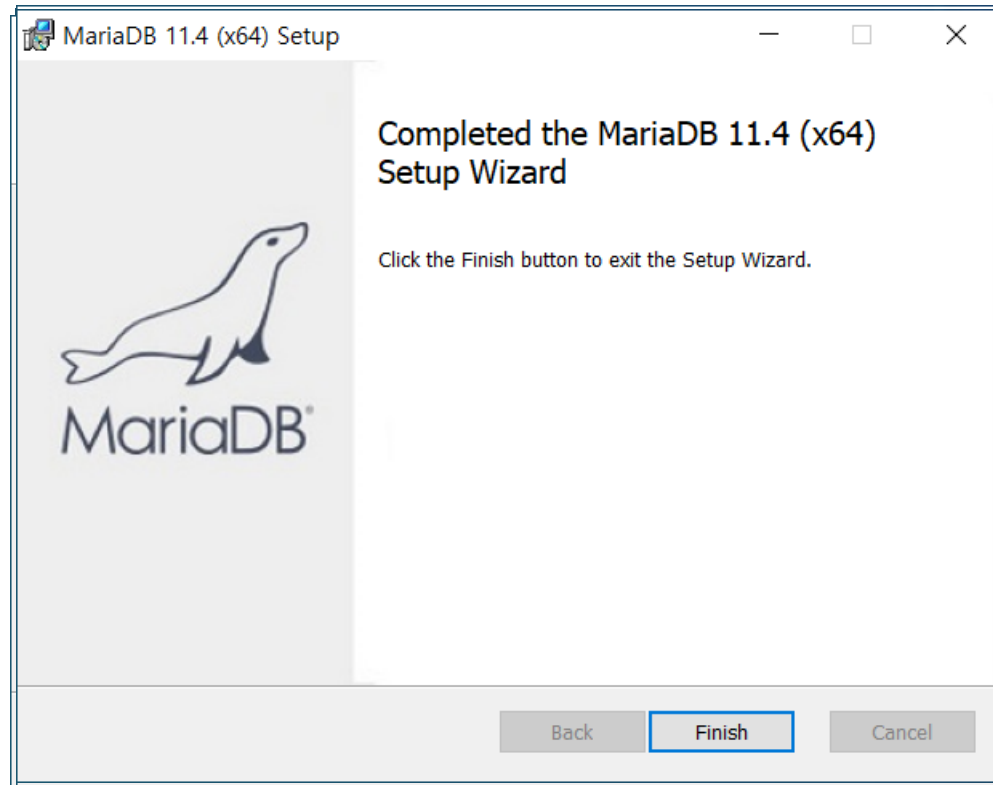 MariaDB 11.4 (x64) Setup
Completed the MariaDB 11.4 (x64)
Setup Wizard
Click the Finish button to exit the Setup Wizard.
MariaDB®
Back
Finish
Cancel